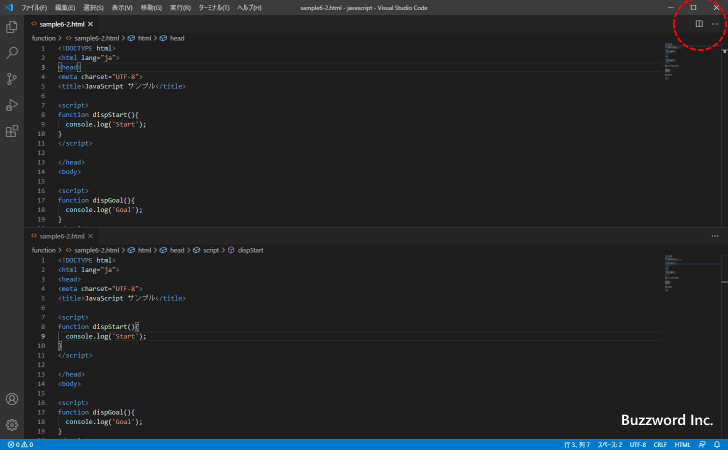 ファイル(F) 編集(E) 選択(S) 表示(V) 移動(G) 実行(R) ターミナル(T) ヘルプ(H) sample6-2.html - javascript - Visual Studio Code
sample6-2.html
function > sample6-2.html > html > head
1 <!DOCTYPE html>
2 <html lang="ja">
3 <head>
4 <meta charset="UTF-8">
5 <title>JavaScript サンプル</title>
6
7 <script>
8 function dispStart(){
9 console.log('Start');
10 }
11 </script>
12
13 </head>
14 <body>
15
16 <script>
17 function dispGoal(){
18 console.log('Goal');
19 }
sample6-2.html
function > sample6-2.html > html > head > script > dispStart
1 <!DOCTYPE html>
2 <html lang="ja">
3 <head>
4 <meta charset="UTF-8">
5 <title>JavaScript サンプル</title>
6
7 <script>
8 function dispStart(){
9 console.log('Start');
10 }
11 </script>
12
13 </head>
14 <body>
15
16 <script>
17 function dispGoal(){
18 console.log('Goal');
19 }
Buzzword Inc.
0 0 行 3、列 7 スペース: 2 UTF-8 CRLF HTML